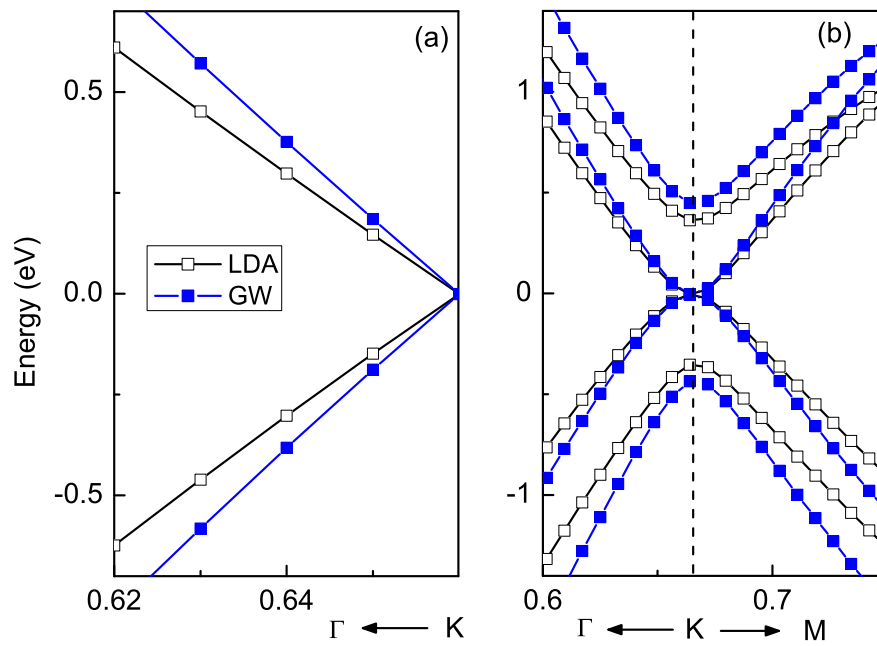 (a)
(b)
Energy (eV)
0.5
0.0
-0.5
LDA
GW
0.62
0.64
Γ
K
1
0
-1
0.6
0.7
Γ
K
M